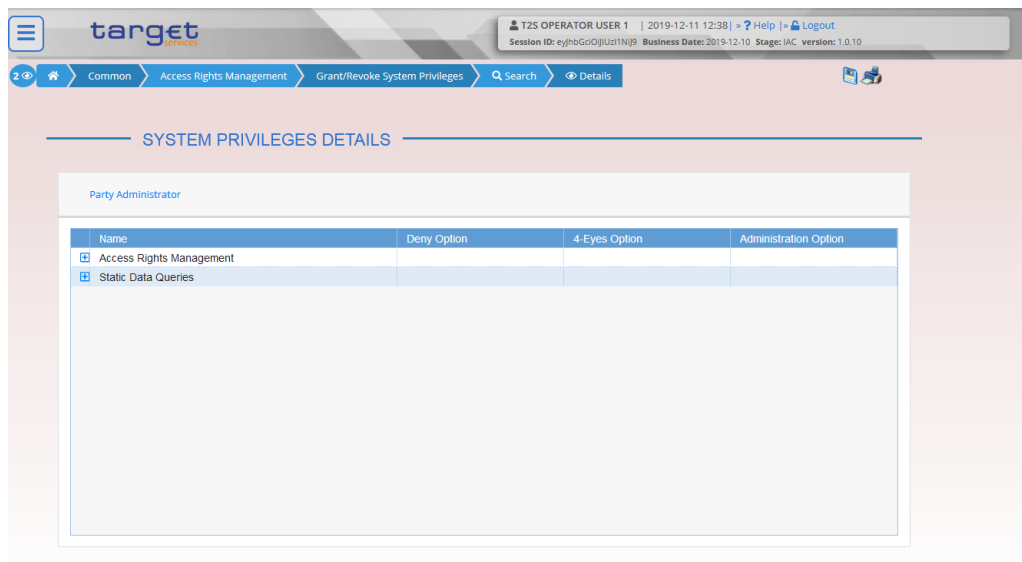 target
services
T2S OPERATOR USER 1 | 2019-12-11 12:38| » ? Help |» Logout
Session ID: eyJhbGciOiJIUzI1NiJ9 Business Date: 2019-12-10 Stage: IAC version: 1.0.10
2 Common Access Rights Management Grant/Revoke System Privileges Search Details
SYSTEM PRIVILEGES DETAILS
Party Administrator
Name Deny Option 4-Eyes Option Administration Option
Access Rights Management
Static Data Queries